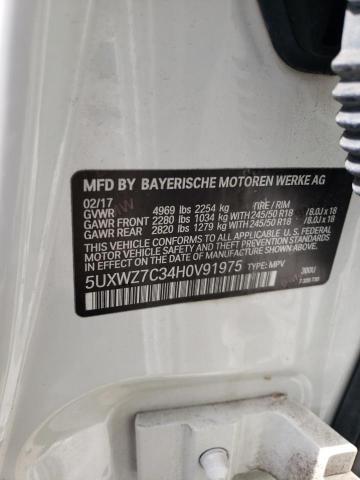 MFD BY BAYERISCHE MOTOREN WERKE AG
02/17 TIRE / RIM
GVWR 4969 lbs 2254 kg
GAWR FRONT 2280 lbs 1034 kg WITH 245/50 R18 / 8.0J x 18
GAWR REAR 2820 lbs 1279 kg WITH 245/50 R18 / 8.0J x 18
THIS VEHICLE CONFORMS TO ALL APPLICABLE U.S. FEDERAL
MOTOR VEHICLE SAFETY STANDARDS IN EFFECT ON THE
DATE OF MANUFACTURE SHOWN ABOVE.
5UXWZ7C34H0V91975 TYPE: MPV 300U